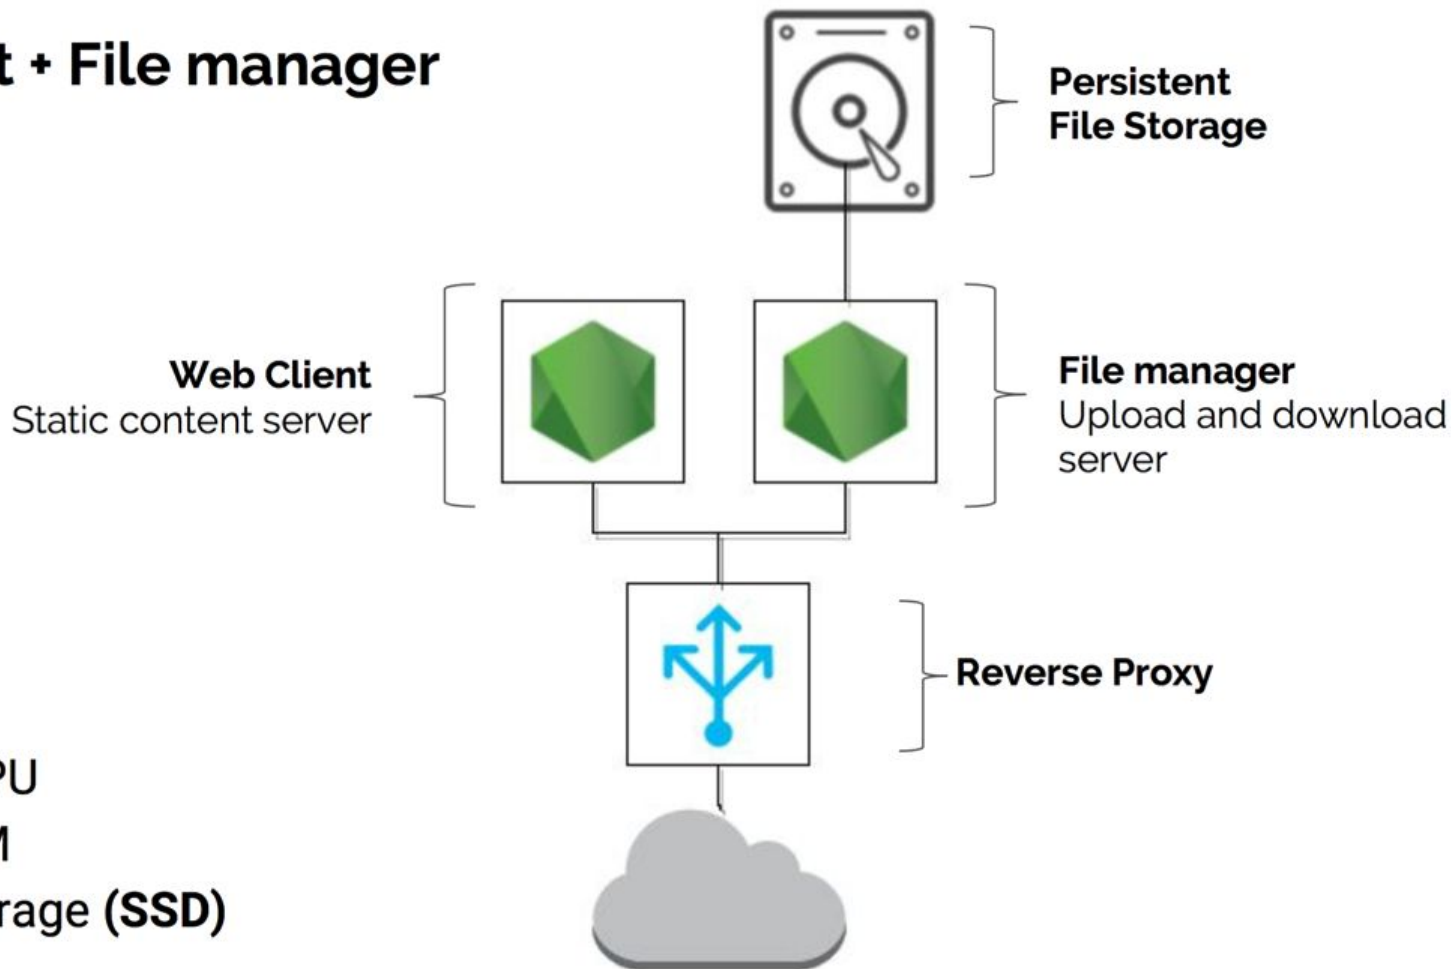 t + File manager
Persistent
File Storage
Web Client
Static content server
File manager
Upload and download
server
Reverse Proxy
PU
M
rage (SSD)